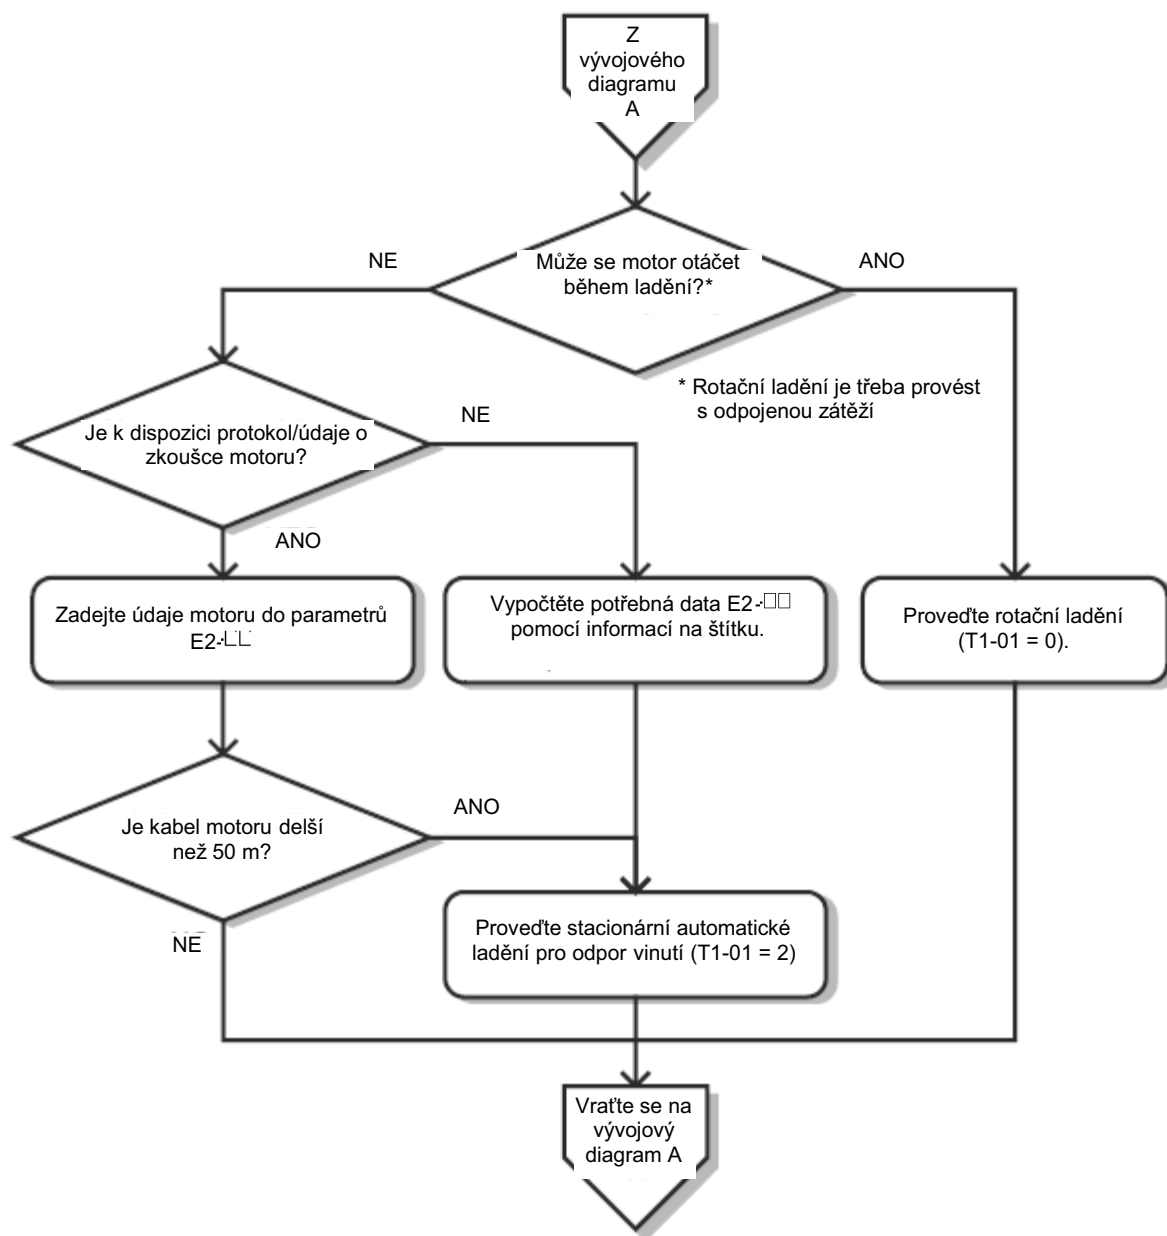 Z
vývojového
diagramu
A
NE
Může se motor otáčet
během ladění?*
ANO
* Rotační ladění je třeba provést
s odpojenou zátěží
Je k dispozici protokol/údaje o
zkoušce motoru?
NE
ANO
Zadejte údaje motoru do parametrů
E2-□□
Vypočtěte potřebná data E2-□□
pomocí informací na štítku.
Proveďte rotační ladění
(T1-01 = 0).
Je kabel motoru delší
než 50 m?
ANO
NE
Proveďte stacionární automatické
ladění pro odpor vinutí (T1-01 = 2)
Vraťte se na
vývojový
diagram A